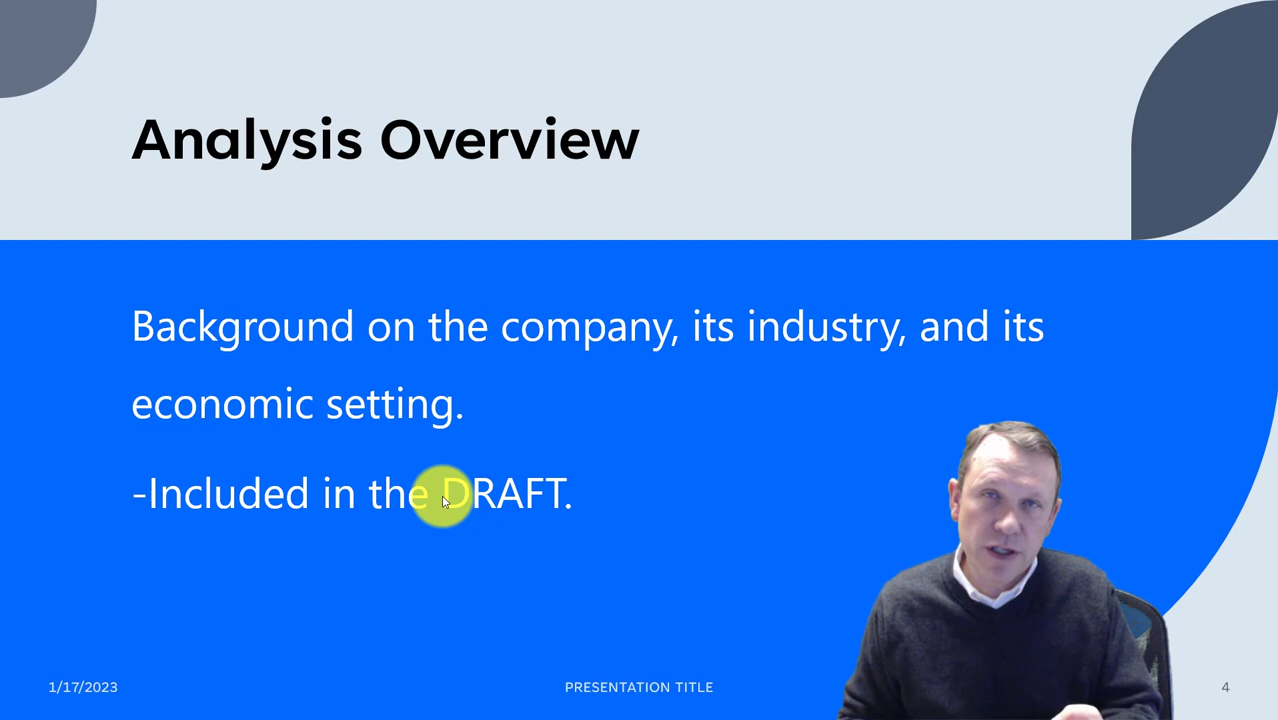 Analysis Overview
Background on the company, its industry, and its
economic setting.
-Included in the DRAFT.
1/17/2023
PRESENTATION TITLE
4